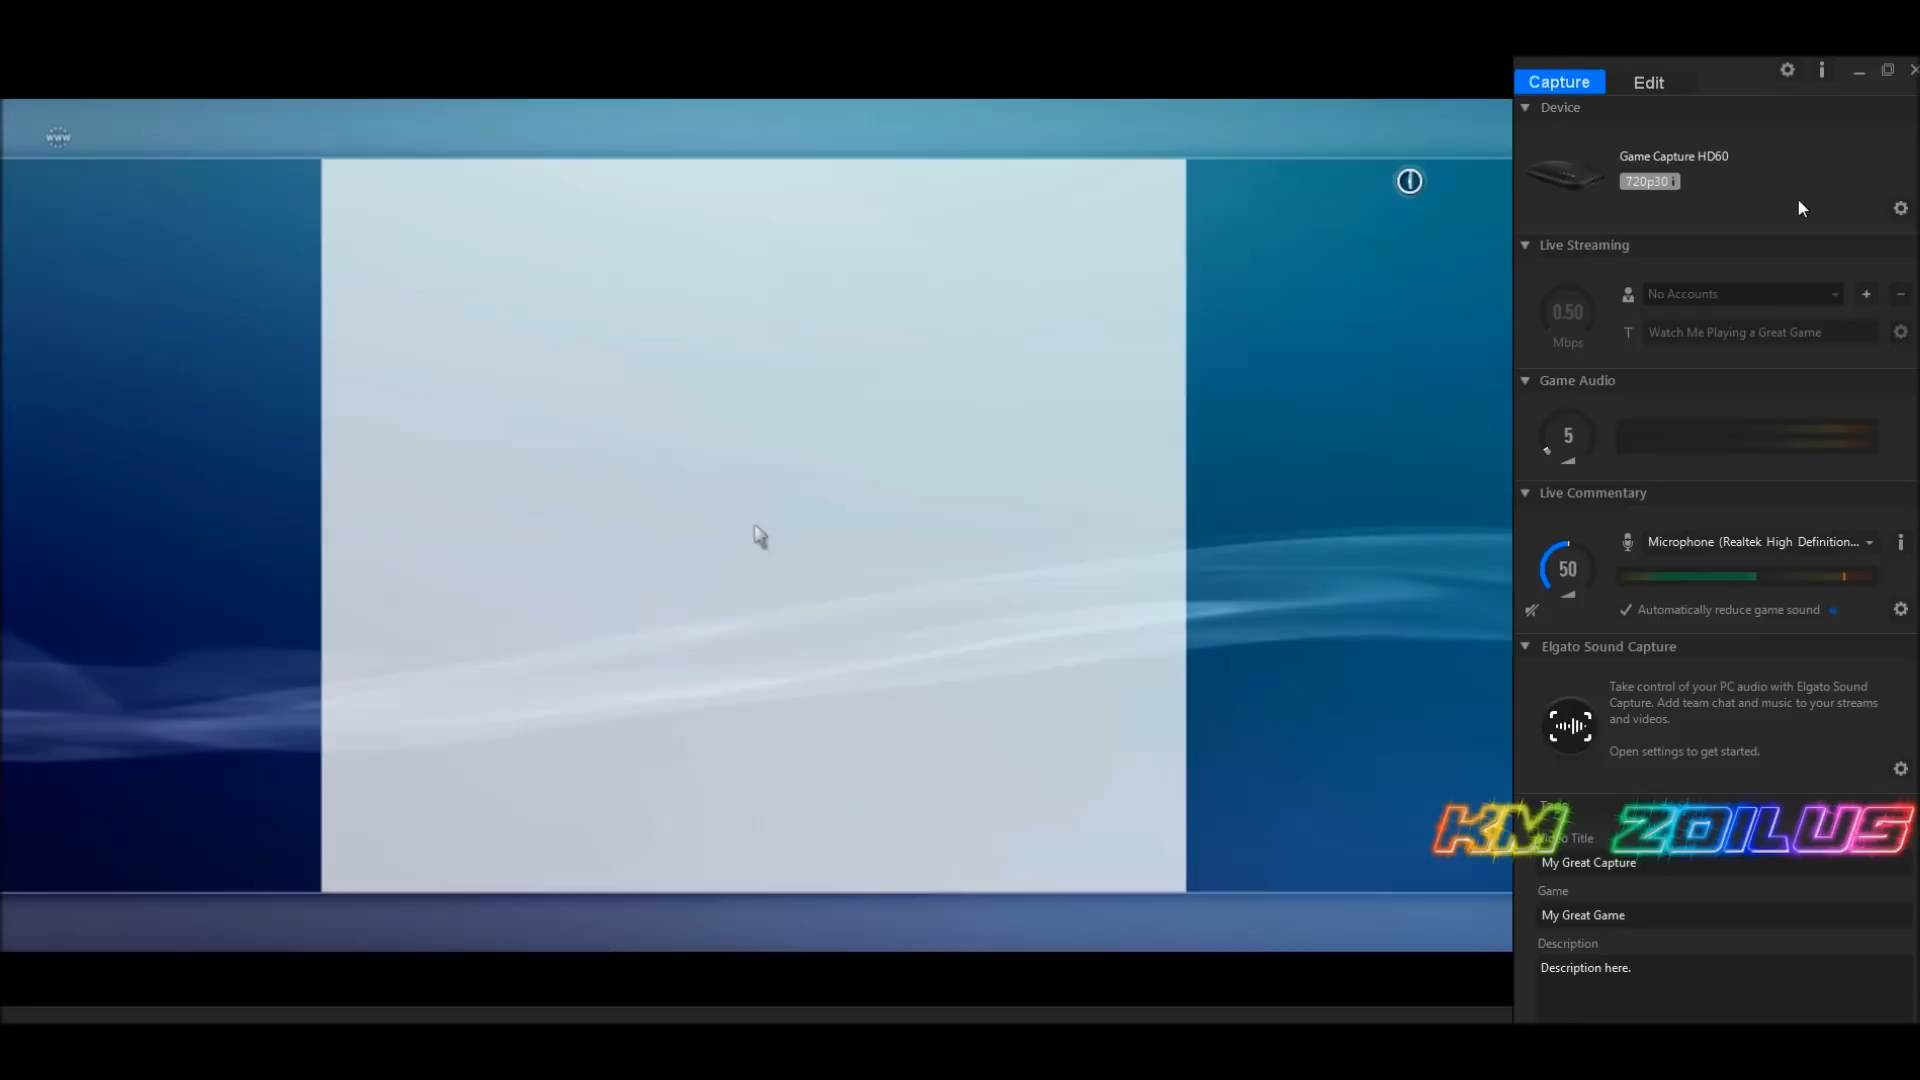 www
Capture
Edit
Device
Game Capture HD60
720p30 i
Live Streaming
0.50
Mbps
No Accounts
T
Watch Me Playing a Great Game
Game Audio
5
Live Commentary
50
Microphone (Realtek High Definition...
Automatically reduce game sound
Elgato Sound Capture
Take control of your PC audio with Elgato Sound
Capture. Add team chat and music to your streams
and videos.
Open settings to get started.
KM ZOILUS
Title
My Great Capture
Game
My Great Game
Description
Description here.